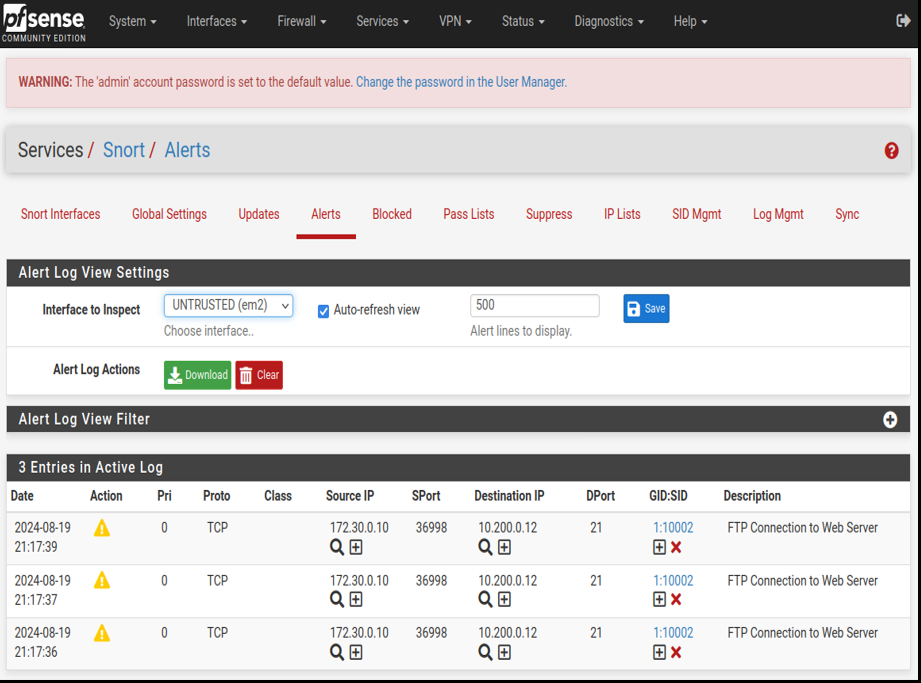 pfsense COMMUNITY EDITION System Interfaces Firewall Services VPN Status Diagnostics Help
WARNING: The 'admin' account password is set to the default value. Change the password in the User Manager.
Services / Snort / Alerts
Snort Interfaces Global Settings Updates Alerts Blocked Pass Lists Suppress IP Lists SID Mgmt Log Mgmt Sync
Alert Log View Settings
Interface to Inspect UNTRUSTED (em2) Auto-refresh view 500 Save
Choose interface.. Alert lines to display.
Alert Log Actions Download Clear
Alert Log View Filter
3 Entries in Active Log
Date Action Pri Proto Class Source IP SPort Destination IP DPort GID:SID Description
2024-08-19 0 TCP 172.30.0.10 36998 10.200.0.12 21 1:10002 FTP Connection to Web Server
21:17:39
2024-08-19 0 TCP 172.30.0.10 36998 10.200.0.12 21 1:10002 FTP Connection to Web Server
21:17:37
2024-08-19 0 TCP 172.30.0.10 36998 10.200.0.12 21 1:10002 FTP Connection to Web Server
21:17:36